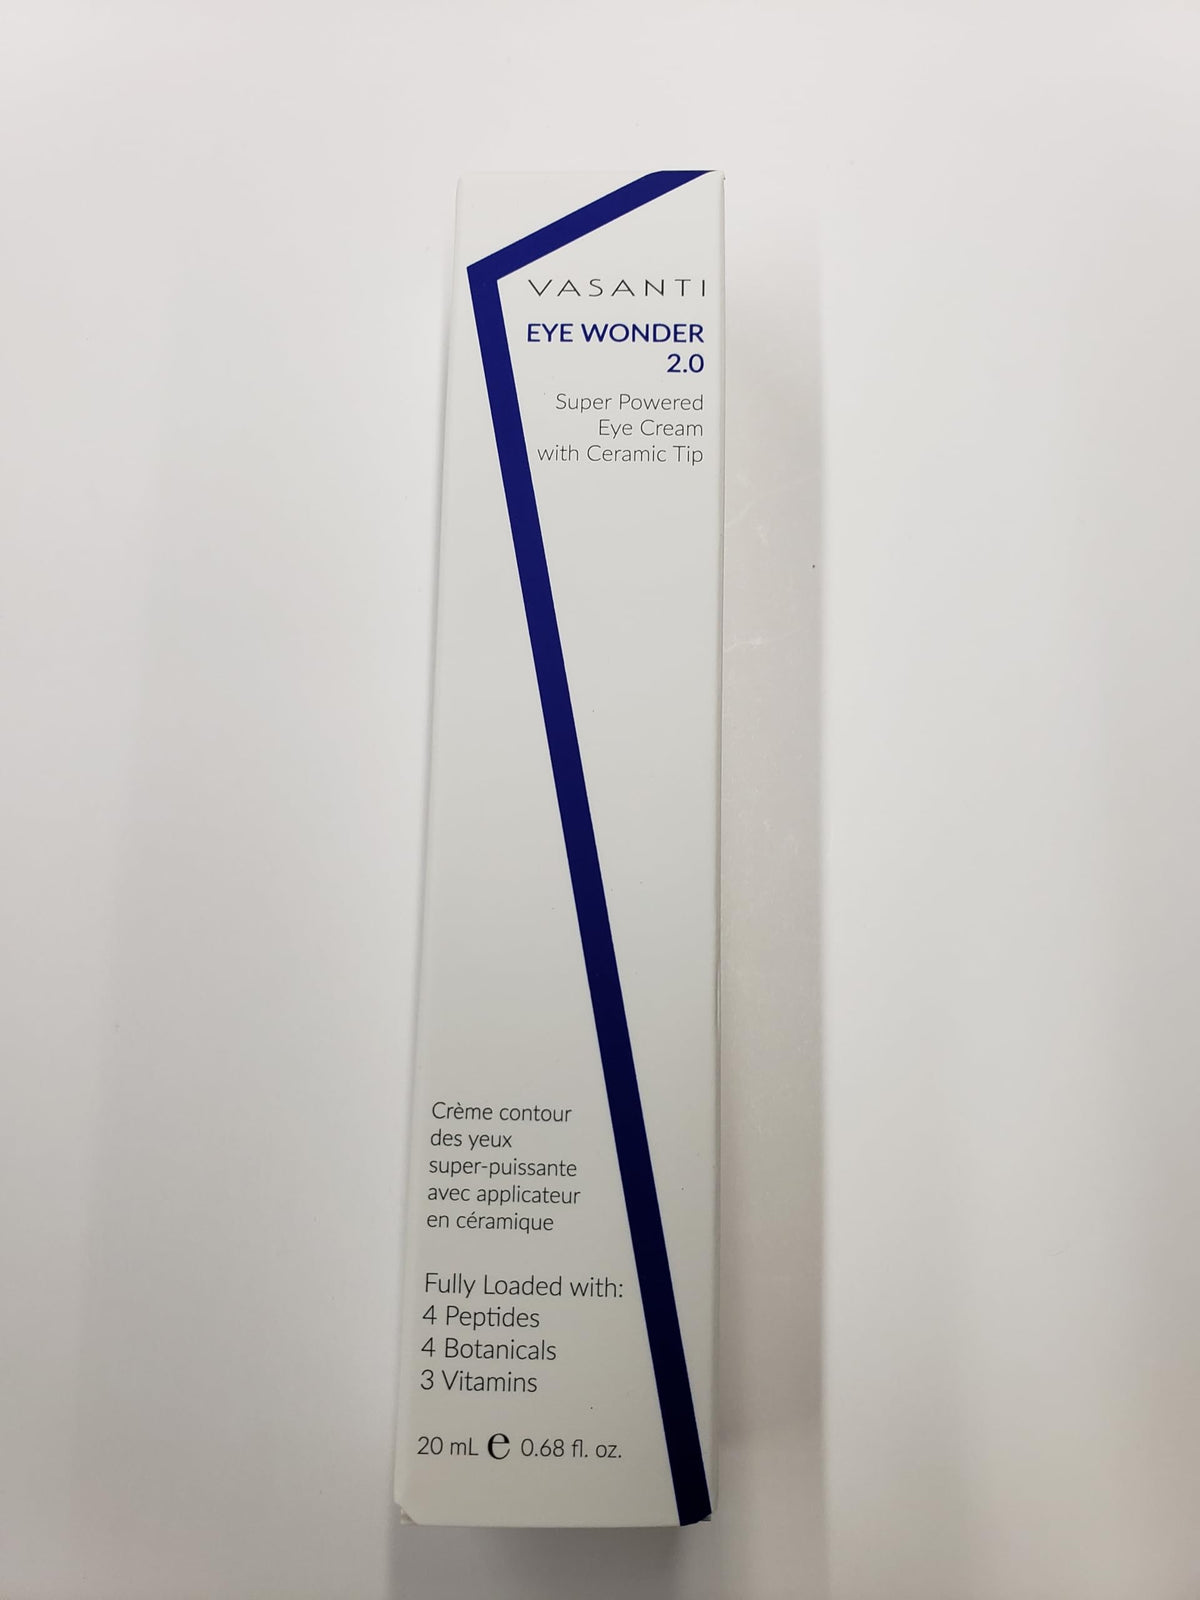 VASANTI
EYE WONDER
2.0
Super Powered
Eye Cream
with Ceramic Tip
Crème contour
des yeux
super-puissante
avec applicateur
en céramique
Fully Loaded with:
4 Peptides
4 Botanicals
3 Vitamins
20 mL e 0.68 fl. oz.